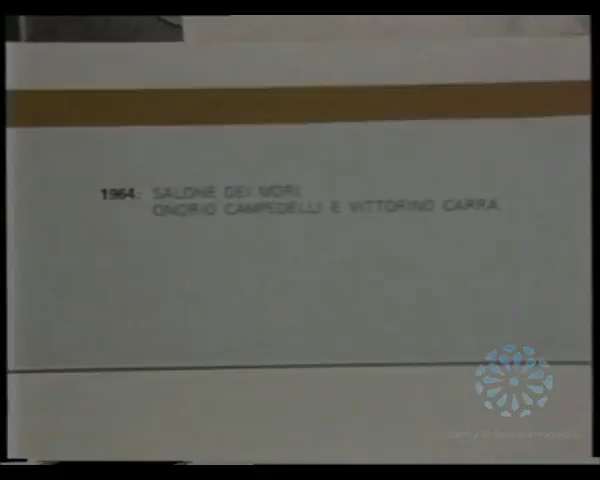 1964: SALONE DEI MORI.
ONORIO CAMPEDELLI E VITTORINO CARRA.